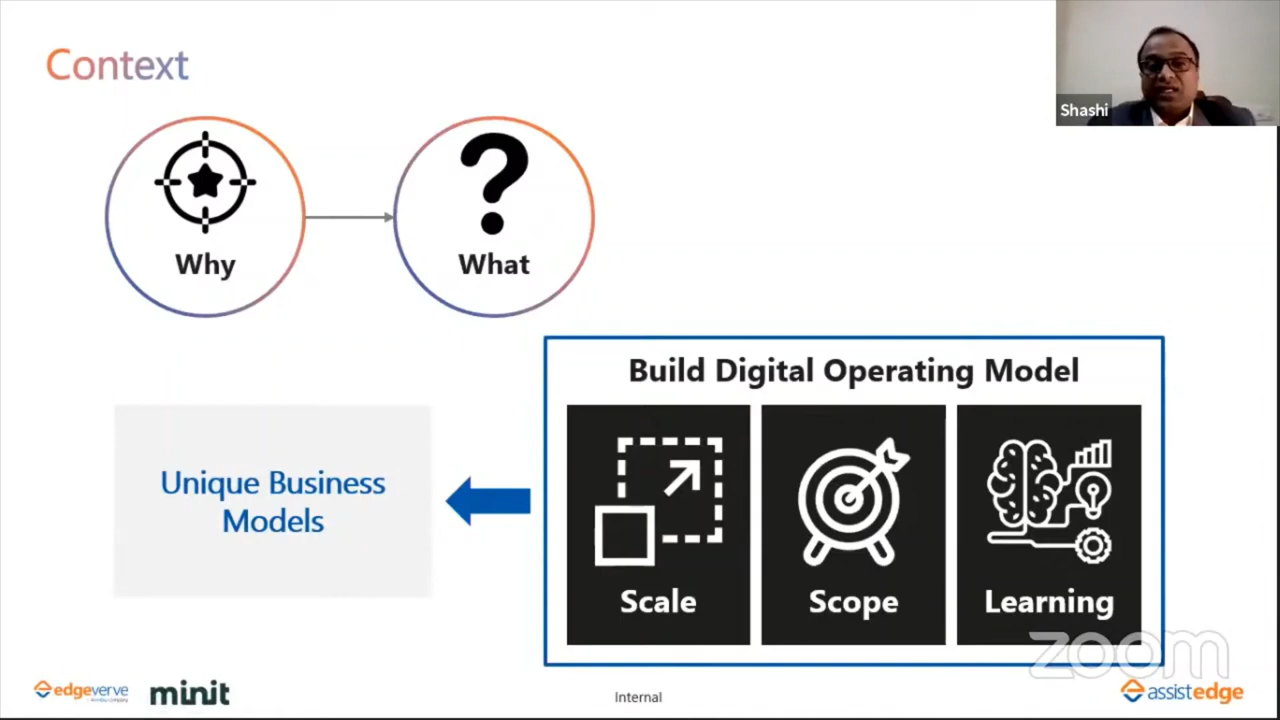 Context
Shashi
Why
What
Build Digital Operating Model
Unique Business
Models
Scale
Scope
Learning
zoom
edgeverve
minit
Internal
assistedge